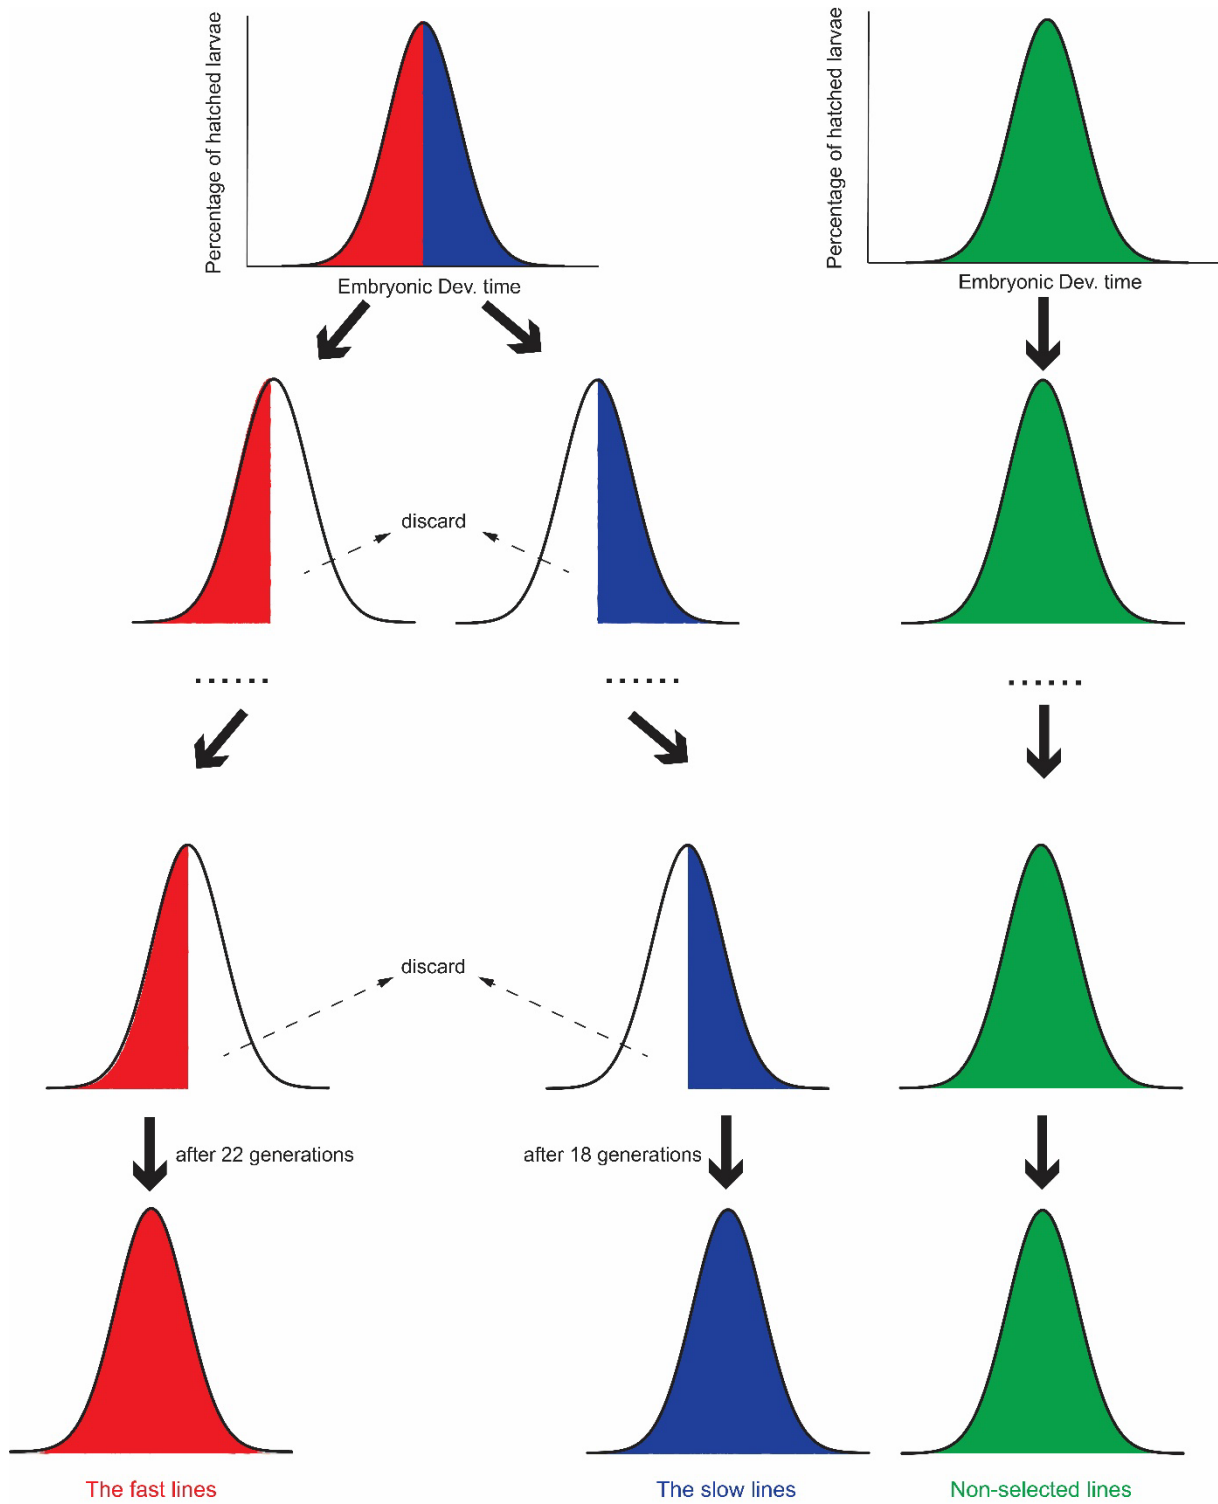 Percentage of hatched larvae
Embryonic Dev. time
Percentage of hatched larvae
Embryonic Dev. time
discard
......
......
......
discard
after 22 generations
after 18 generations
The fast lines
The slow lines
Non-selected lines